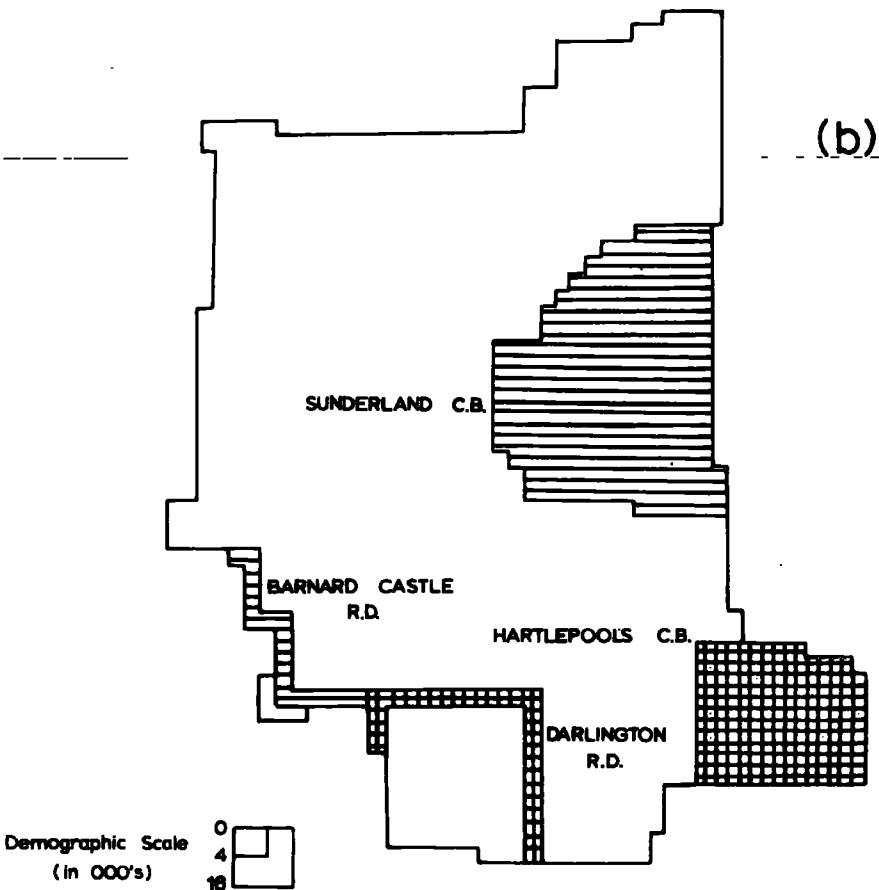 (b)
SUNDERLAND C.B.
BARNARD CASTLE
R.D.
HARTLEPOOLS C.B.
DARLINGTON
R.D.
Demographic Scale
(in 000's)
0
4
16